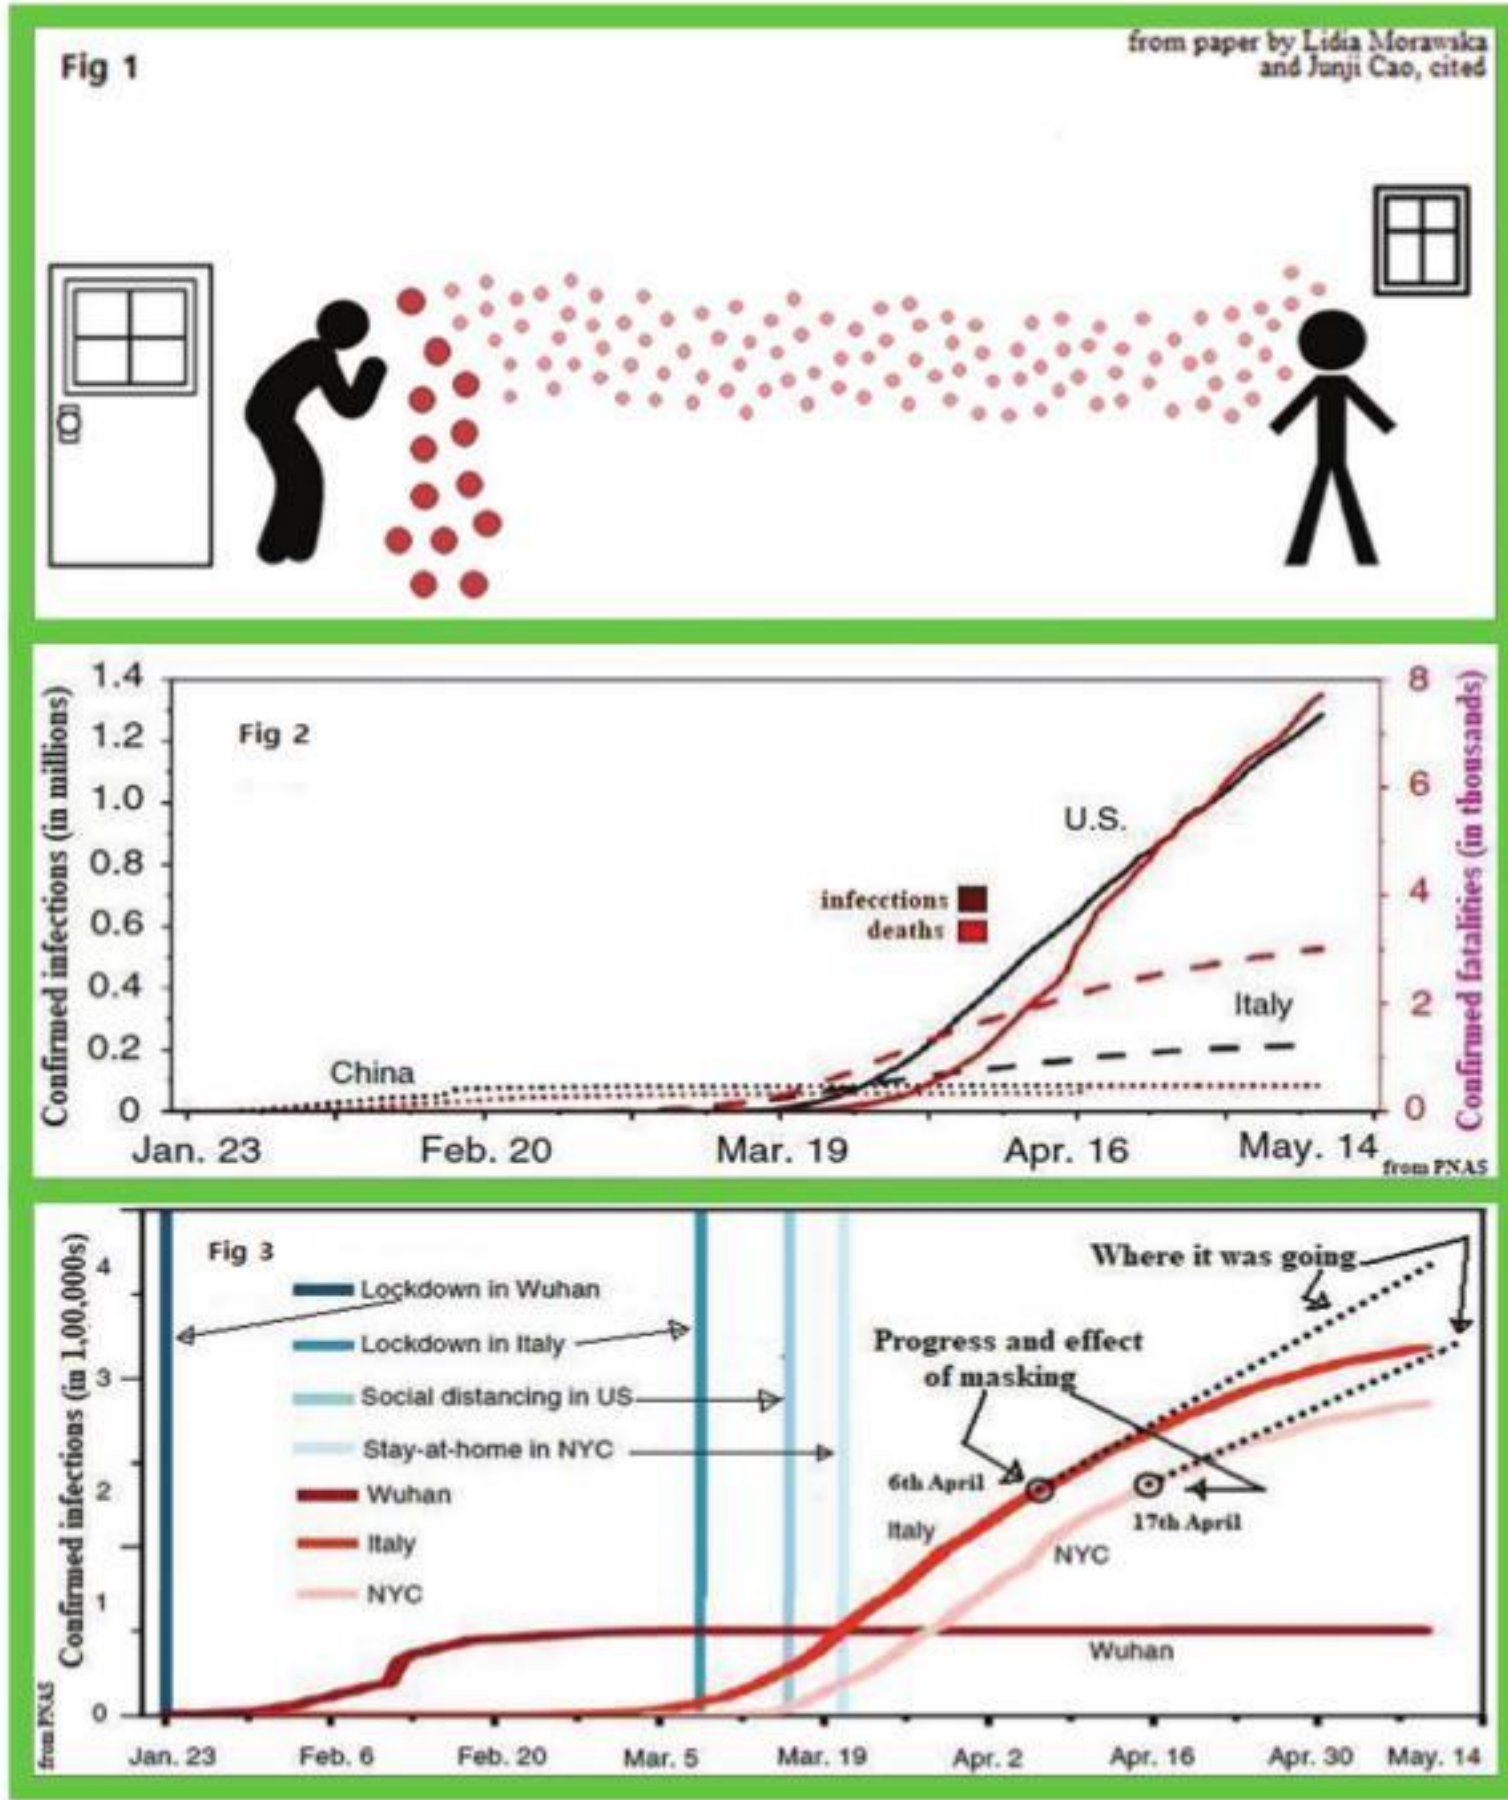 Fig 1
from paper by Lidia Morawska
and Junji Cao, cited
Confirmed infections (in millions)
1.4
1.2
1.0
0.8
0.6
0.4
0.2
0
Fig 2
U.S.
infecctions
deaths
Italy
China
8
6
4
2
0
Confirmed fatalities (in thousands)
Jan. 23
Feb. 20
Mar. 19
Apr. 16
May. 14
from PNAS
Confirmed infections (in 1,00,000s)
4
3
2
1
0
from PNAS
Fig 3
Lockdown in Wuhan
Lockdown in Italy
Social distancing in US
Stay-at-home in NYC
Wuhan
Italy
NYC
Where it was going
Progress and effect
of masking
6th April
17th April
Italy
NYC
Wuhan
Jan. 23
Feb. 6
Feb. 20
Mar. 5
Mar. 19
Apr. 2
Apr. 16
Apr. 30
May. 14